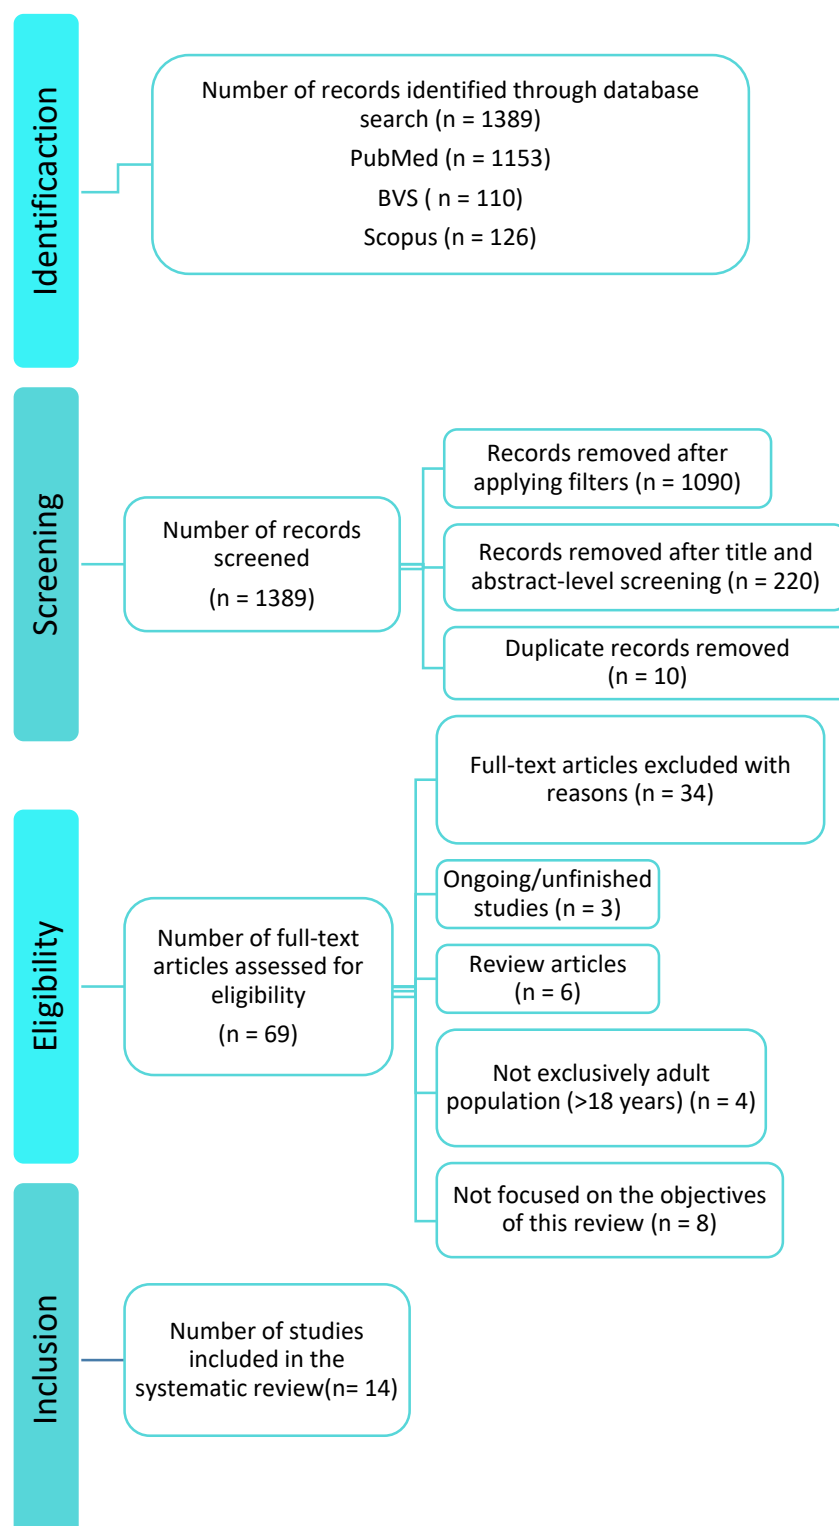 Identificaction
Number of records identified through database
search (n = 1389)
PubMed (n = 1153)
BVS ( n = 110)
Scopus (n = 126)
Screening
Number of records
screened
(n = 1389)
Records removed after
applying filters (n = 1090)
Records removed after title and
abstract-level screening (n = 220)
Duplicate records removed
(n = 10)
Eligibility
Number of full-text
articles assessed for
eligibility
(n = 69)
Full-text articles excluded with
reasons (n = 34)
Ongoing/unfinished
studies (n = 3)
Review articles
(n = 6)
Not exclusively adult
population (>18 years) (n = 4)
Not focused on the objectives
of this review (n = 8)
Inclusion
Number of studies
included in the
systematic review(n= 14)